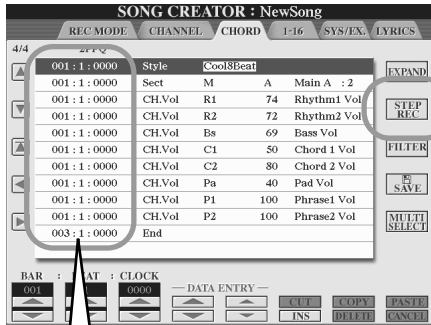 SONG CREATOR : NewSong
REC MODE CHANNEL CHORD 1-16 SYS/EX. LYRICS
4/4 2PPQ
001 : 1 : 0000 Style Cool8Beat
001 : 1 : 0000 Sect M A Main A : 2
001 : 1 : 0000 CH.Vol R1 74 Rhythm1 Vol
001 : 1 : 0000 CH.Vol R2 72 Rhythm2 Vol
001 : 1 : 0000 CH.Vol Bs 69 Bass Vol
001 : 1 : 0000 CH.Vol C1 50 Chord 1 Vol
001 : 1 : 0000 CH.Vol C2 80 Chord 2 Vol
001 : 1 : 0000 CH.Vol Pa 40 Pad Vol
001 : 1 : 0000 CH.Vol P1 100 Phrase1 Vol
001 : 1 : 0000 CH.Vol P2 100 Phrase2 Vol
003 : 1 : 0000 End
EXPAND
STEP
REC
FILTER
SAVE
MULTI
SELECT
BAR : : CLOCK
001 0000
DATA ENTRY
CUT COPY PASTE
INS DELETE CANCEL